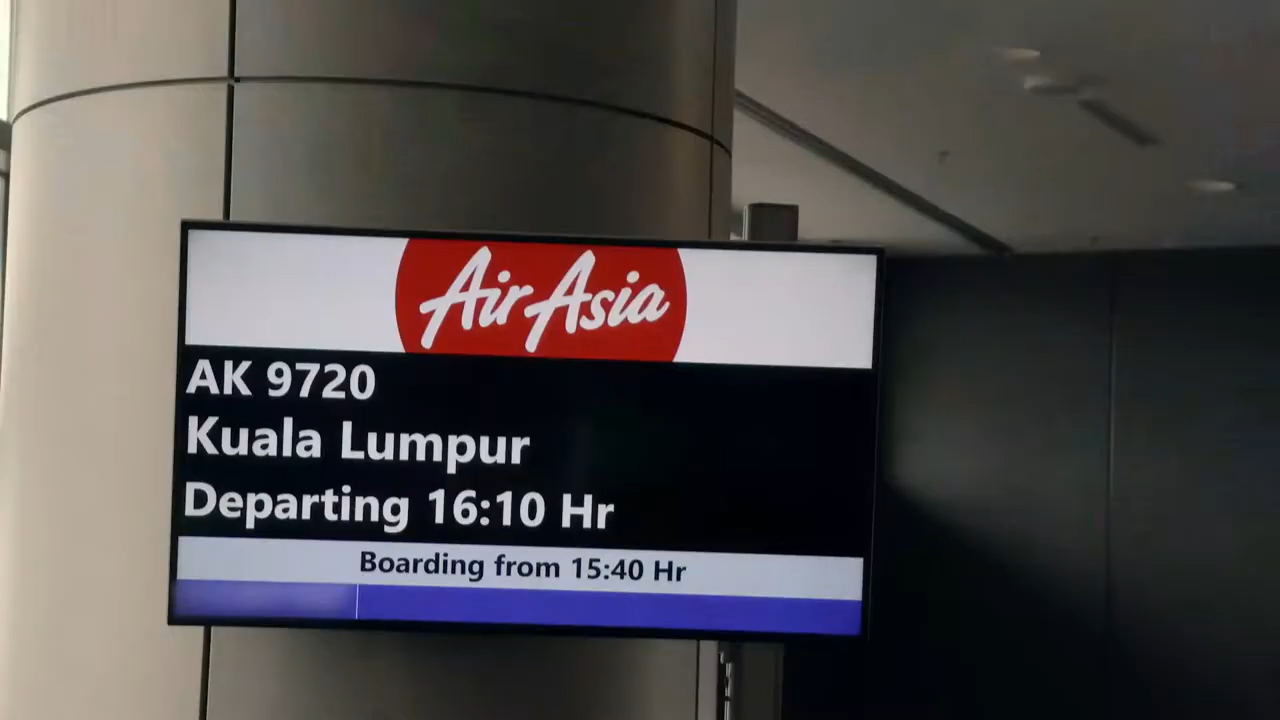 AirAsia
AK 9720
Kuala Lumpur
Departing 16:10 Hr
Boarding from 15:40 Hr